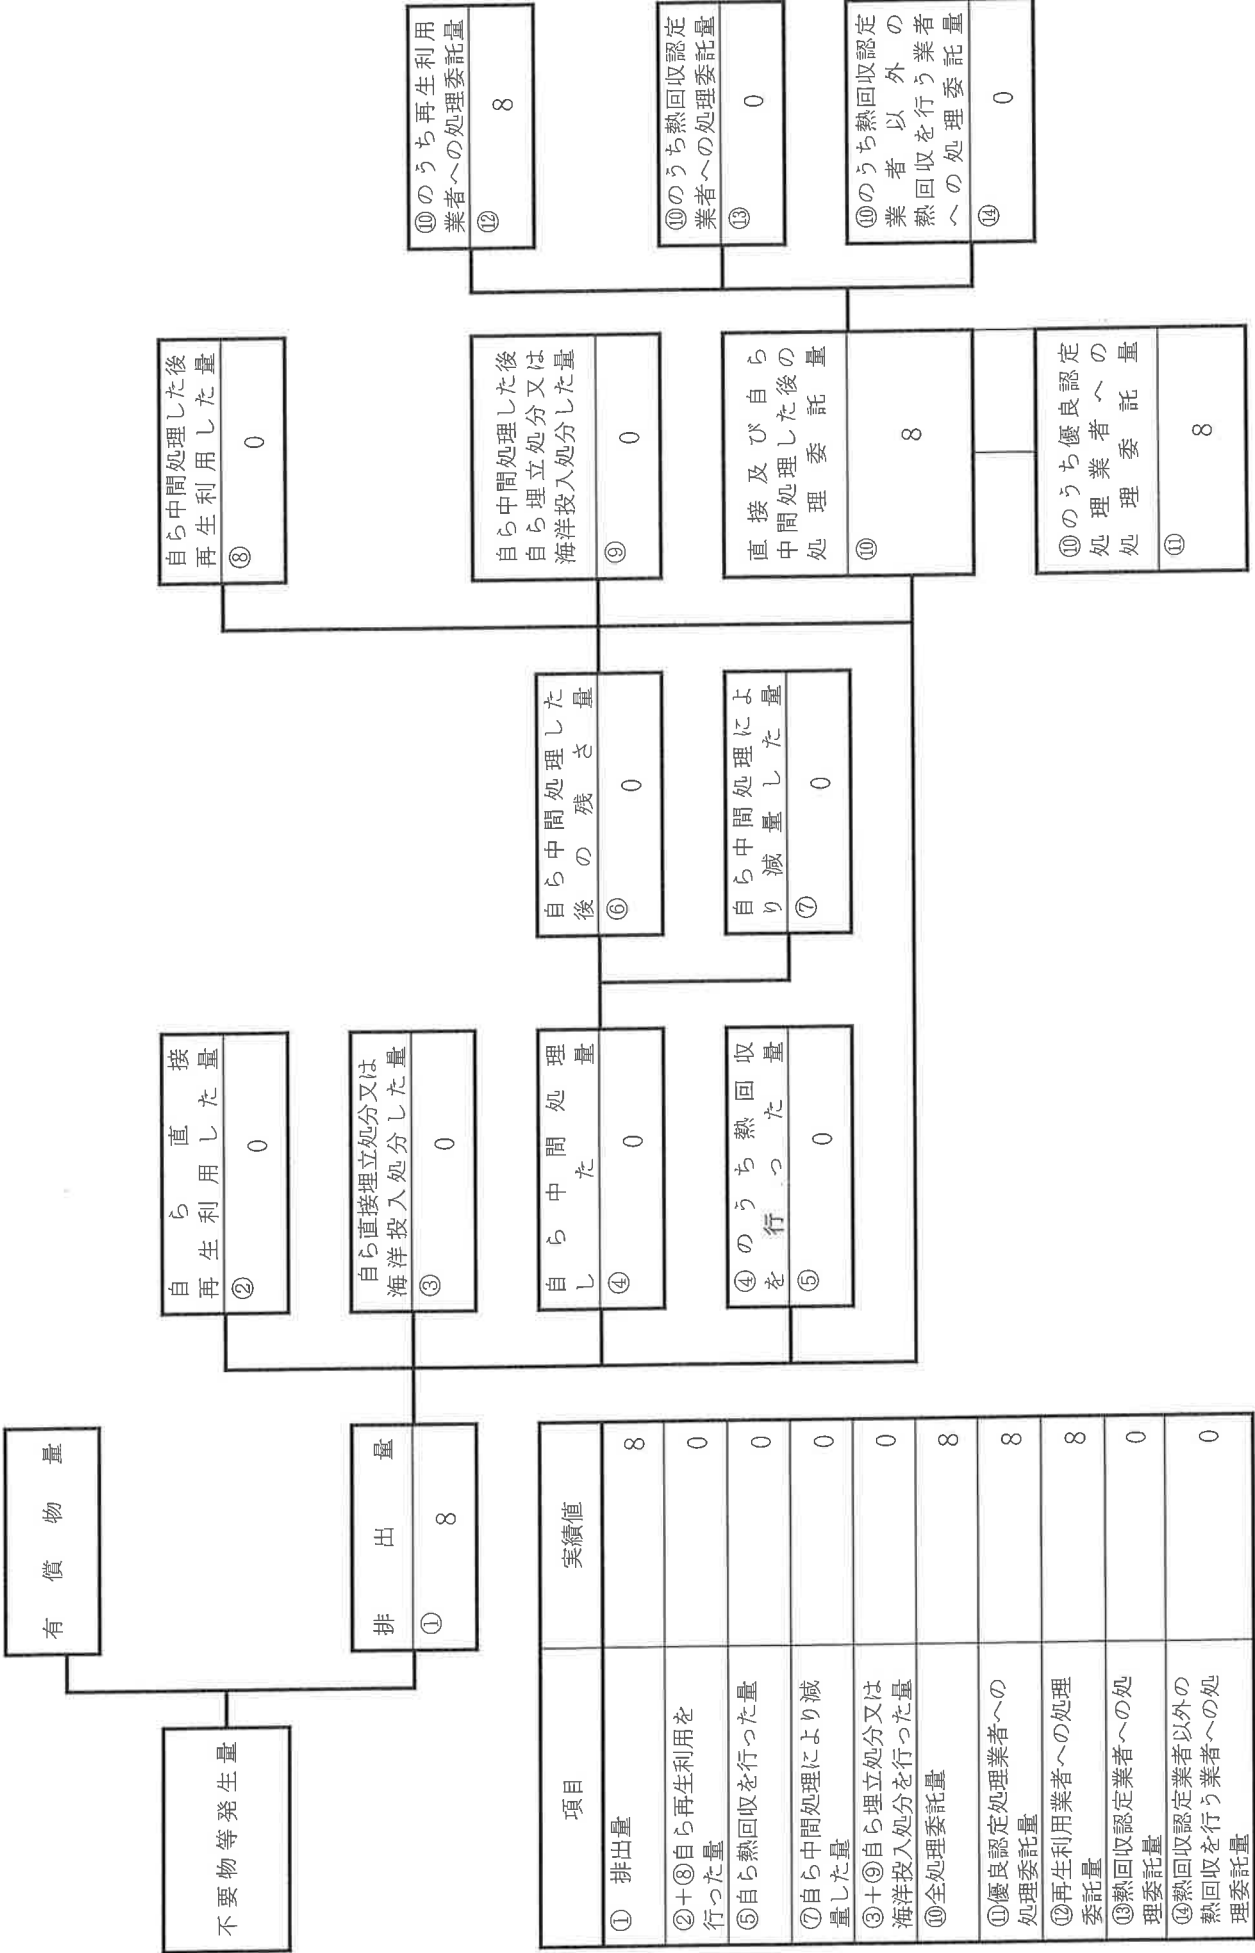 有償物量
不要物等発生量
排出量
① 8
自ら直接
再生利用した量
② 0
自ら直接埋立処分又は
海洋投入処分した量
③ 0
自ら中間処理
した量
④ 0
④のうち熱回収
を行った量
⑤ 0
自ら中間処理した
後の残さ量
⑥ 0
自ら中間処理によ
り減量した量
⑦ 0
自ら中間処理した後
再生利用した量
⑧ 0
自ら中間処理した後
自ら埋立処分又は
海洋投入処分した量
⑨ 0
直接及び自ら
中間処理した後の
処理委託量
⑩ 8
⑩のうち優良認定
処理業者への
処理委託量
⑪ 8
⑩のうち再生利用
業者への処理委託量
⑫ 8
⑩のうち熱回収認定
業者への処理委託量
⑬ 0
⑩のうち熱回収認定
業者以外の
熱回収を行う業者
への処理委託量
⑭ 0
項目 実績値
① 排出量 8
②+⑧自ら再生利用を
行った量 0
⑤自ら熱回収を行った量 0
⑦自ら中間処理により減
量した量 0
③+⑨自ら埋立処分又は
海洋投入処分を行った量 0
⑩全処理委託量 8
⑪優良認定処理業者への
処理委託量 8
⑫再生利用業者への処理
委託量 8
⑬熱回収認定業者への処
理委託量 0
⑭熱回収認定業者以外の
熱回収を行う業者への処
理委託量 0